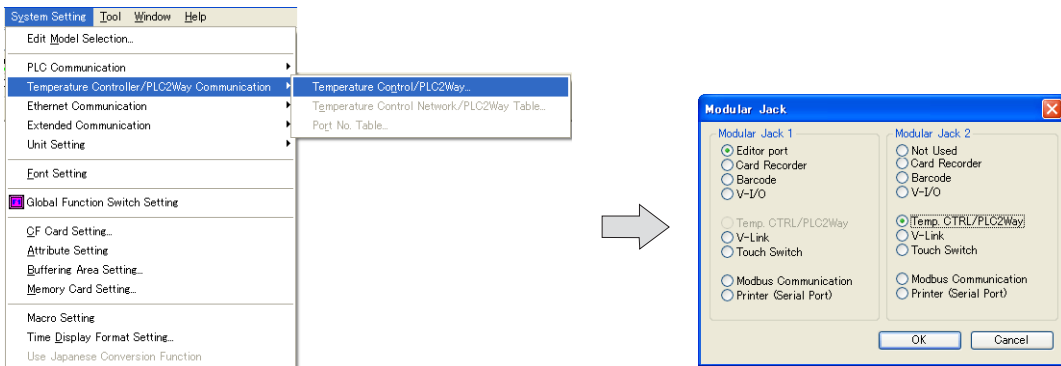 System Setting Tool Window Help
Edit Model Selection...
PLC Communication
Temperature Controller/PLC2Way Communication
Ethernet Communication
Extended Communication
Unit Setting
Font Setting
Global Function Switch Setting
CF Card Setting...
Attribute Setting
Buffering Area Setting...
Memory Card Setting...
Macro Setting
Time Display Format Setting...
Use Japanese Conversion Function
Temperature Control/PLC2Way...
Temperature Control Network/PLC2Way Table...
Port No. Table...
Modular Jack
Modular Jack 1
Editor port
Card Recorder
Barcode
V-I/O
Temp. CTRL/PLC2Way
V-Link
Touch Switch
Modbus Communication
Printer (Serial Port)
Modular Jack 2
Not Used
Card Recorder
Barcode
V-I/O
Temp. CTRL/PLC2Way
V-Link
Touch Switch
Modbus Communication
Printer (Serial Port)
OK Cancel